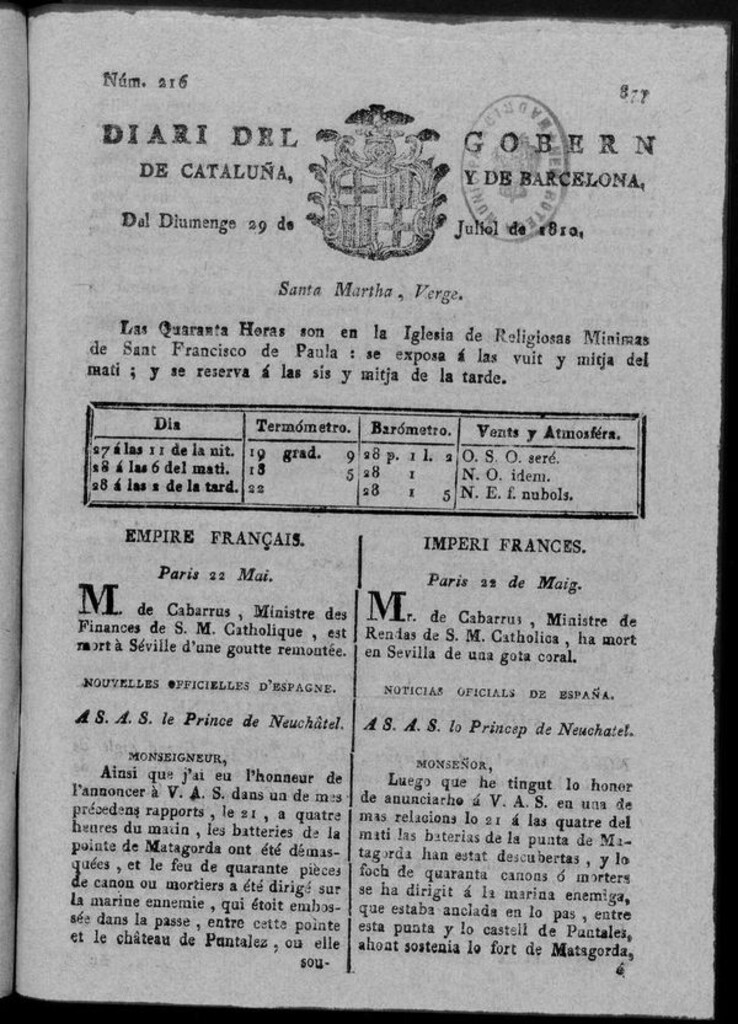 Núm. 216
877
DIARI DEL GOBERN
DE CATALUÑA, Y DE BARCELONA,
Dal Diumenge 29 de Juliol de 1810,
Santa Martha, Verge.
Las Quaranta Horas son en la Iglesia de Religiosas Minimas
de Sant Francisco de Paula : se exposa á las vuit y mitja del
mati ; y se reserva á las sis y mitja de la tarde.
Dia Termómetro. Barómetro. Vents y Atmosféra.
27 á las 11 de la nit. 19 grad. 9 28 p. 1 l. 2 O. S. O. seré.
28 á las 6 del mati. 18 5 28 1 N. O. idem.
28 á las 2 de la tard. 22 28 1 5 N. E. f. nubols.
EMPIRE FRANÇAIS.
Paris 22 Mai.
M. de Cabarrus , Ministre des
Finances de S. M. Catholique , est
mort à Séville d'une goutte remontée.
NOUVELLES OFFICIELLES D'ESPAGNE.
A S. A. S. le Prince de Neuchâtel.
MONSEIGNEUR,
Ainsi que j'ai eu l'honneur de
l'annoncer à V. A. S. dans un de mes
précedens rapports , le 21 , a quatre
heures du matin , les batteries de la
pointe de Matagorda ont été démas-
quées , et le feu de quarante pièces
de canon ou mortiers a été dirigé sur
la marine ennemie , qui étoit embos-
sée dans la passe , entre cette pointe
et le château de Puntalez , ou elle
sou-
IMPERI FRANCES.
Paris 22 de Maig.
Mr. de Cabarrus , Ministre de
Rendas de S. M. Catholica , ha mort
en Sevilla de una gota coral.
NOTICIAS OFICIALS DE ESPAÑA.
A S. A. S. lo Princep de Neuchatel.
MONSEÑOR,
Luego que he tingut lo honor
de anunciarho á V. A. S. en una de
mas relacions lo 21 á las quatre del
mati las baterias de la punta de Ma-
tagorda han estat descubertas , y lo
foch de quaranta canons ó morters
se ha dirigit á la marina enemiga,
que estaba anclada en lo pas , entre
esta punta y lo castell de Puntales,
ahont sostenia lo fort de Matagorda,
é